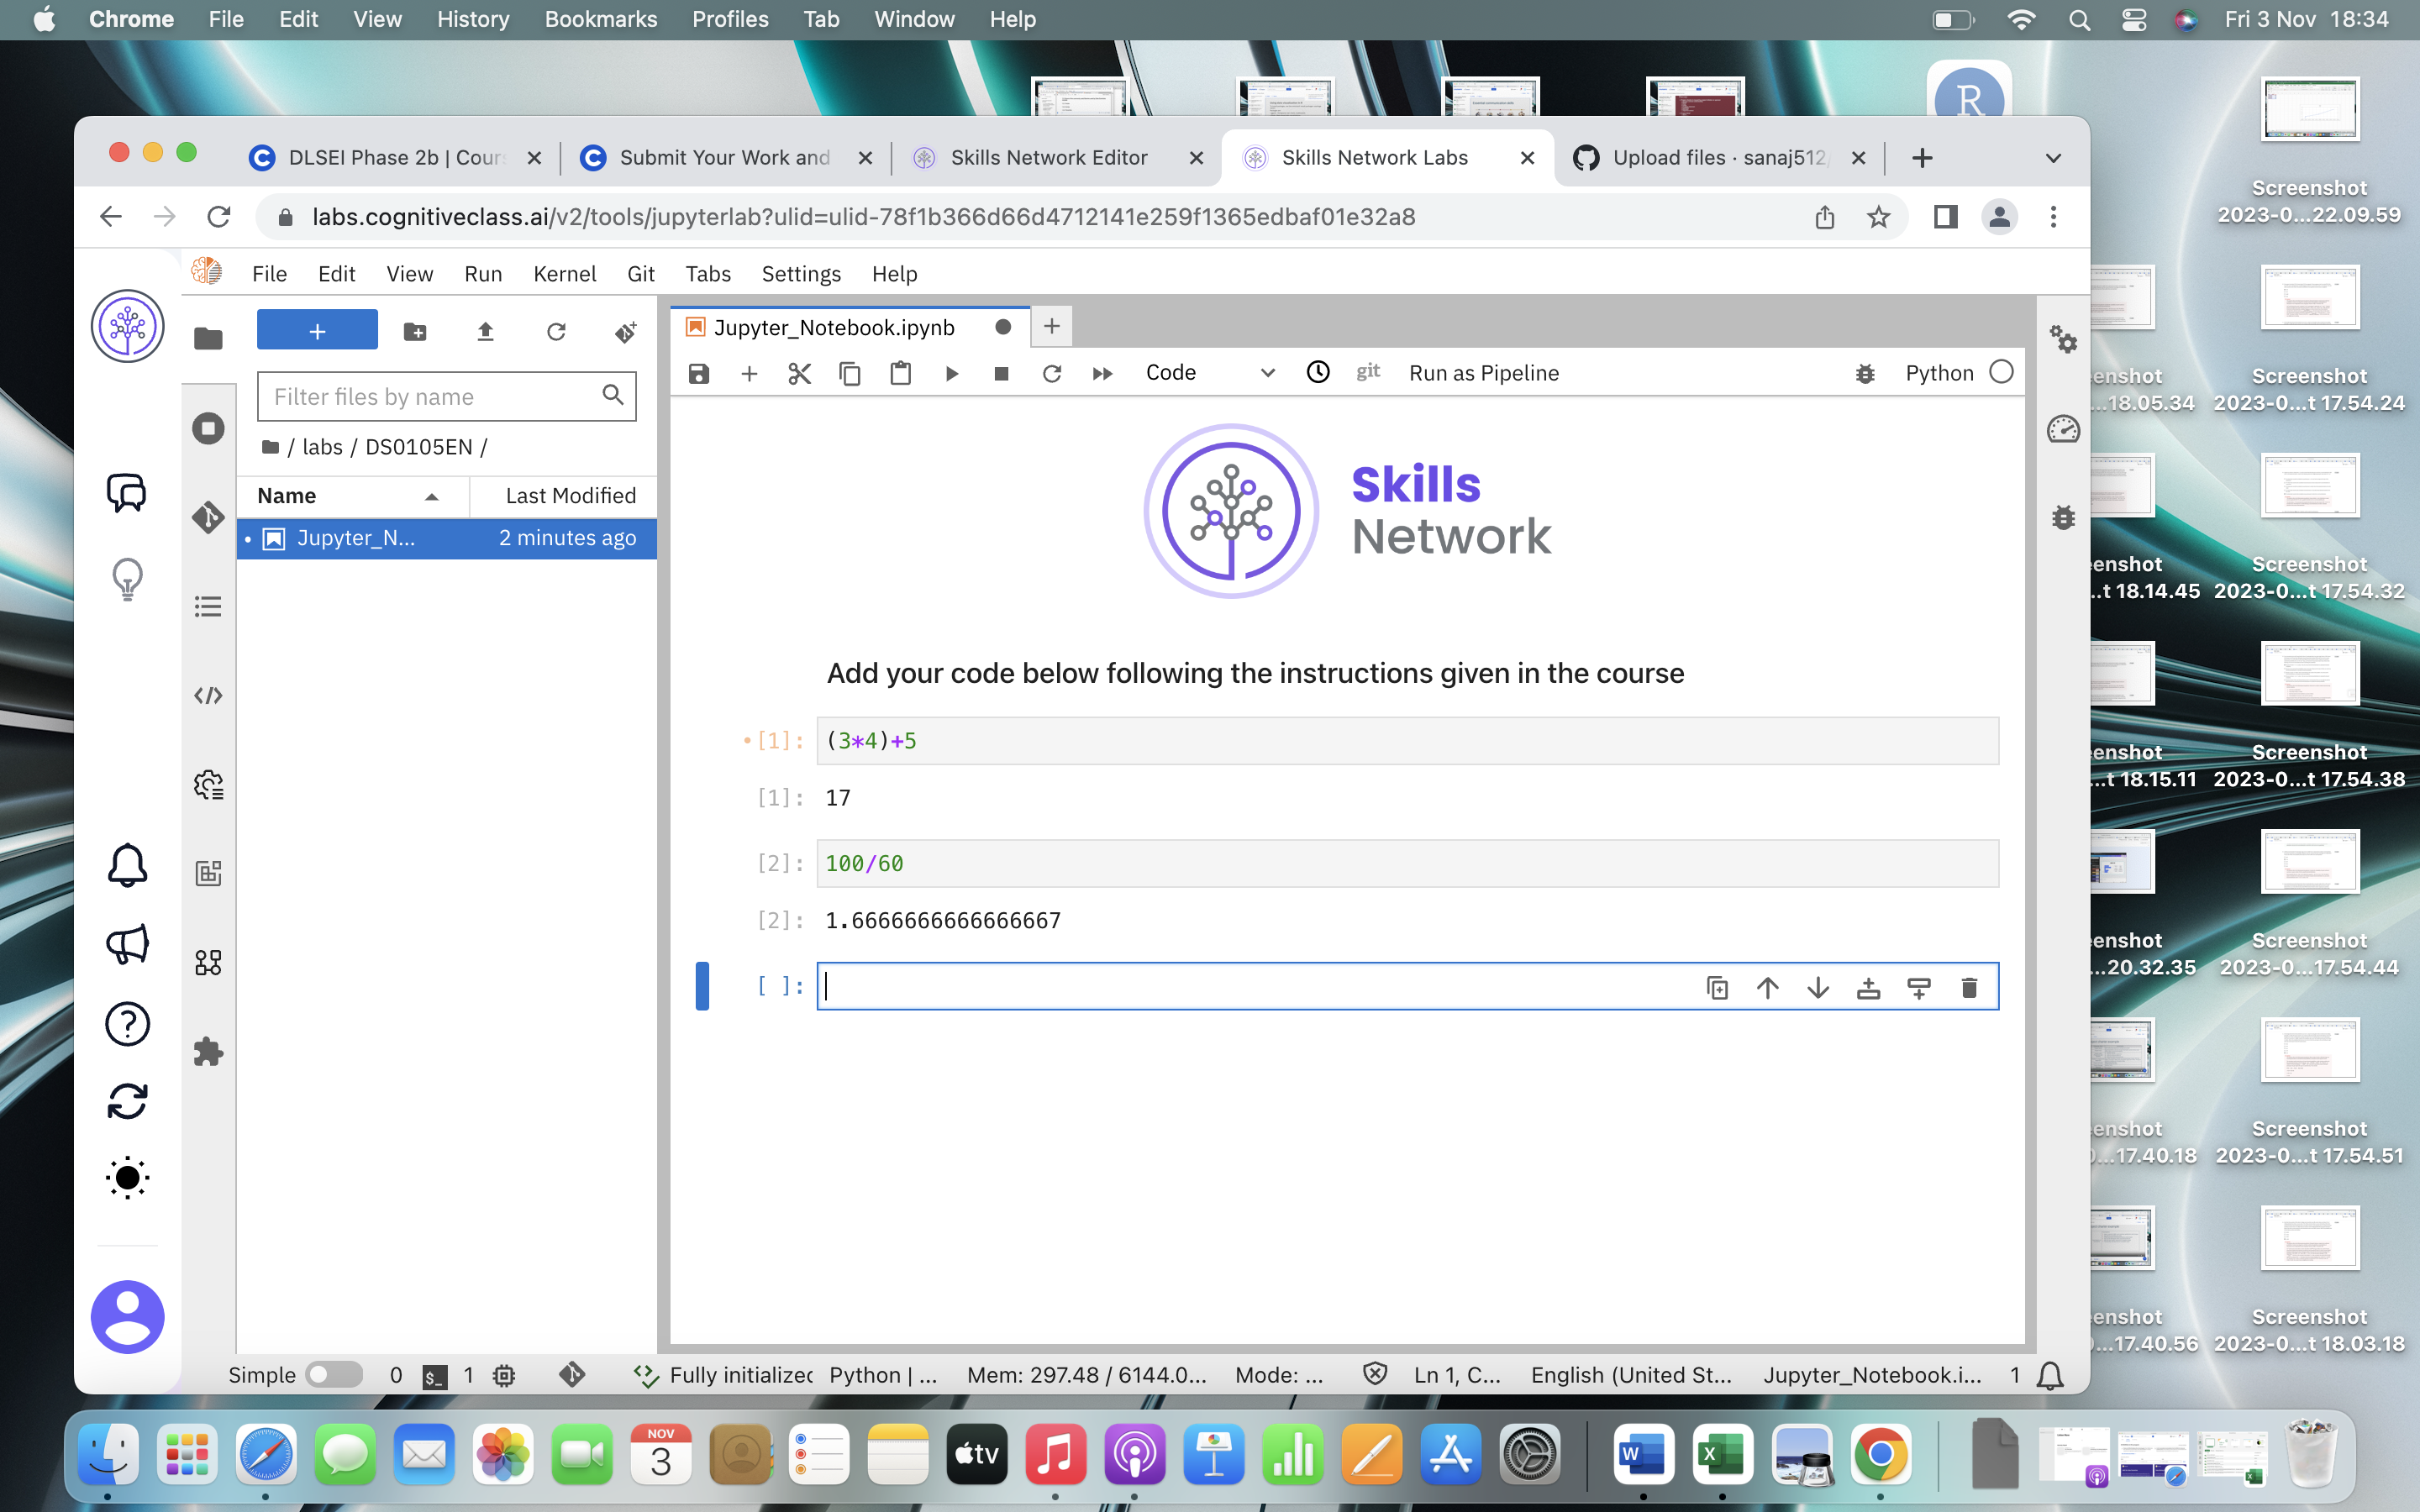 Chrome File Edit View History Bookmarks Profiles Tab Window Help Fri 3 Nov 18:34
DLSEI Phase 2b | Cour
Submit Your Work and
Skills Network Editor
Skills Network Labs
Upload files · sanaj512/
labs.cognitiveclass.ai/v2/tools/jupyterlab?ulid=ulid-78f1b366d66d4712141e259f1365edbaf01e32a8
File Edit View Run Kernel Git Tabs Settings Help
Jupyter_Notebook.ipynb
Code git Run as Pipeline Python
Filter files by name
/ labs / DS0105EN /
Name Last Modified
Jupyter_N... 2 minutes ago
Skills
Network
Add your code below following the instructions given in the course
[1]: (3*4)+5
[1]: 17
[2]: 100/60
[2]: 1.6666666666666667
[ ]:
Simple 0 $_ 1 Fully initialized Python | ... Mem: 297.48 / 6144.0... Mode: ... Ln 1, C... English (United St... Jupyter_Notebook.i... 1
R
Screenshot
2023-0...22.09.59
enshot
...18.05.34
Screenshot
2023-0...t 17.54.24
enshot
...t 18.14.45
Screenshot
2023-0...t 17.54.32
enshot
...t 18.15.11
Screenshot
2023-0...t 17.54.38
enshot
...20.32.35
Screenshot
2023-0...17.54.44
enshot
...17.40.18
Screenshot
2023-0...t 17.54.51
enshot
...17.40.56
Screenshot
2023-0...t 18.03.18
NOV
3
tv
W
X